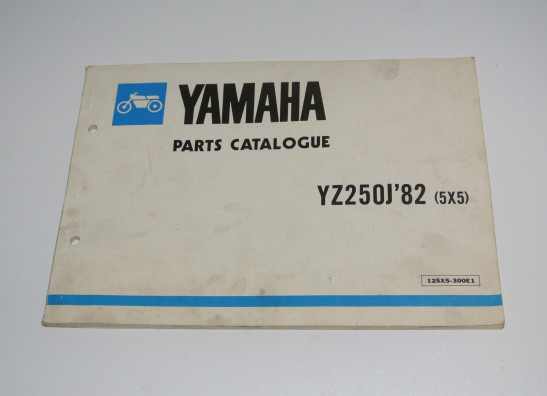 YAMAHA
PARTS CATALOGUE
YZ250J'82 (5X5)
125X5-300E1